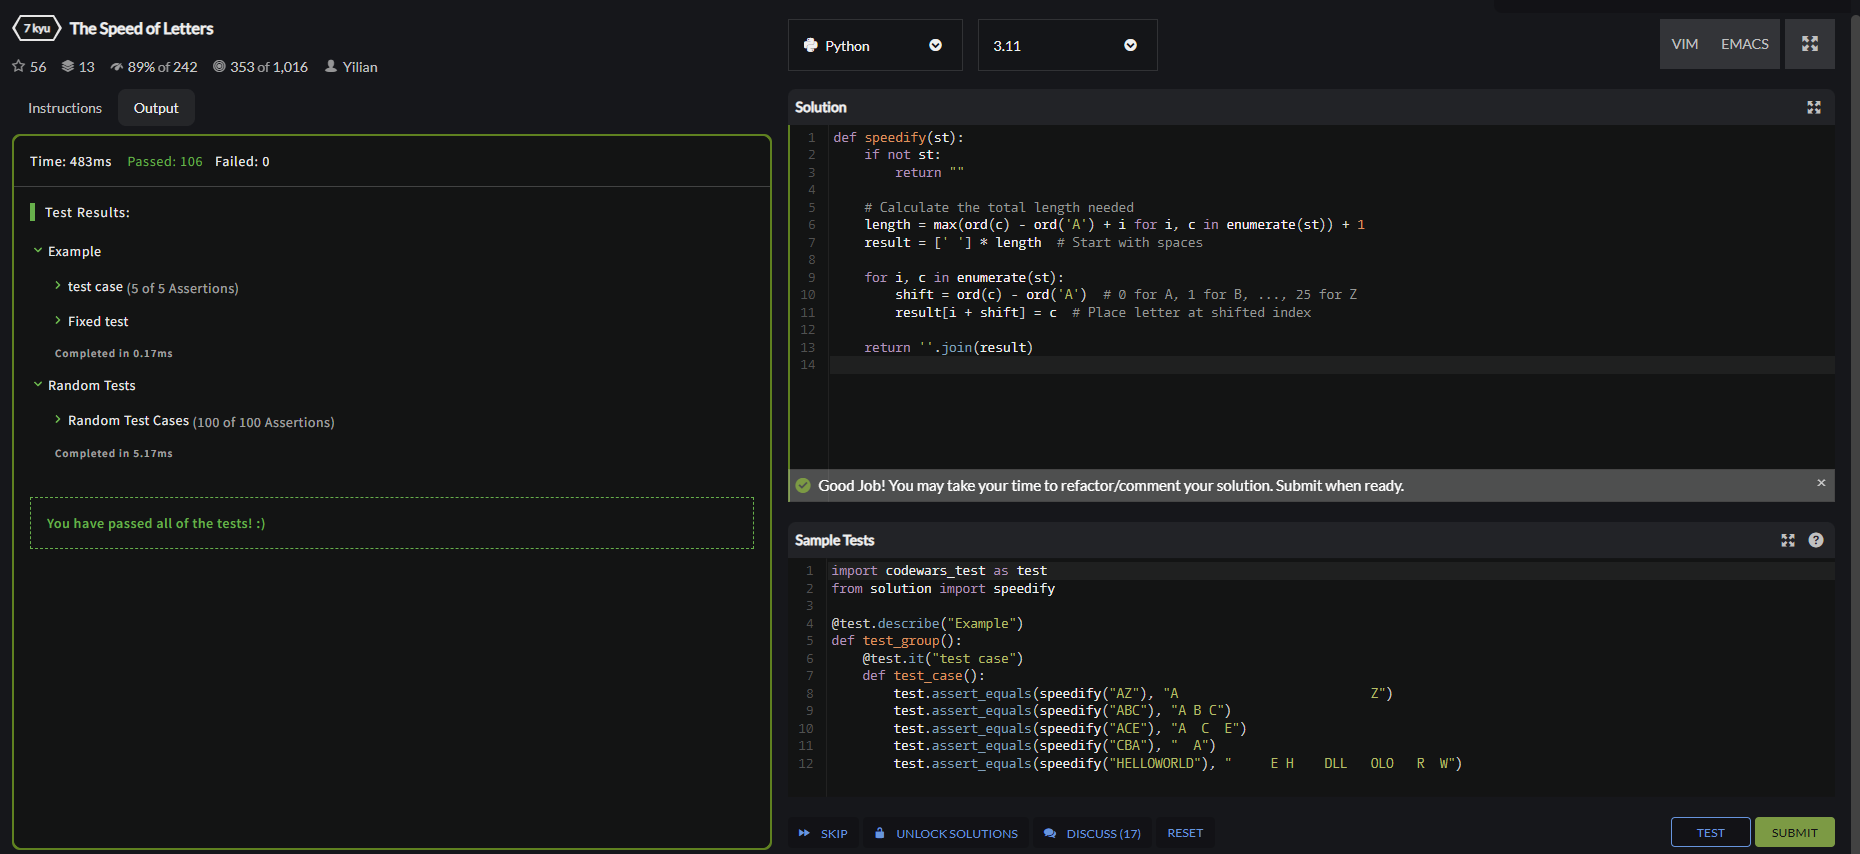 7 kyu The Speed of Letters
56 13 89% of 242 353 of 1,016 Yilian
Instructions Output
Time: 483ms Passed: 106 Failed: 0
Test Results:
Example
test case (5 of 5 Assertions)
Fixed test
Completed in 0.17ms
Random Tests
Random Test Cases (100 of 100 Assertions)
Completed in 5.17ms
You have passed all of the tests! :)
Python 3.11 VIM EMACS
Solution
1 def speedify(st):
2     if not st:
3         return ""
4
5     # Calculate the total length needed
6     length = max(ord(c) - ord('A') + i for i, c in enumerate(st)) + 1
7     result = [' '] * length  # Start with spaces
8
9     for i, c in enumerate(st):
10         shift = ord(c) - ord('A')  # 0 for A, 1 for B, ..., 25 for Z
11         result[i + shift] = c  # Place letter at shifted index
12
13     return ''.join(result)
14
Good Job! You may take your time to refactor/comment your solution. Submit when ready. ×
Sample Tests ?
1 import codewars_test as test
2 from solution import speedify
3
4 @test.describe("Example")
5 def test_group():
6     @test.it("test case")
7     def test_case():
8         test.assert_equals(speedify("AZ"), "A                         Z")
9         test.assert_equals(speedify("ABC"), "A B C")
10         test.assert_equals(speedify("ACE"), "A  C  E")
11         test.assert_equals(speedify("CBA"), "  A")
12         test.assert_equals(speedify("HELLOWORLD"), "     E H    DLL   OLO   R  W")
SKIP UNLOCK SOLUTIONS DISCUSS (17) RESET TEST SUBMIT